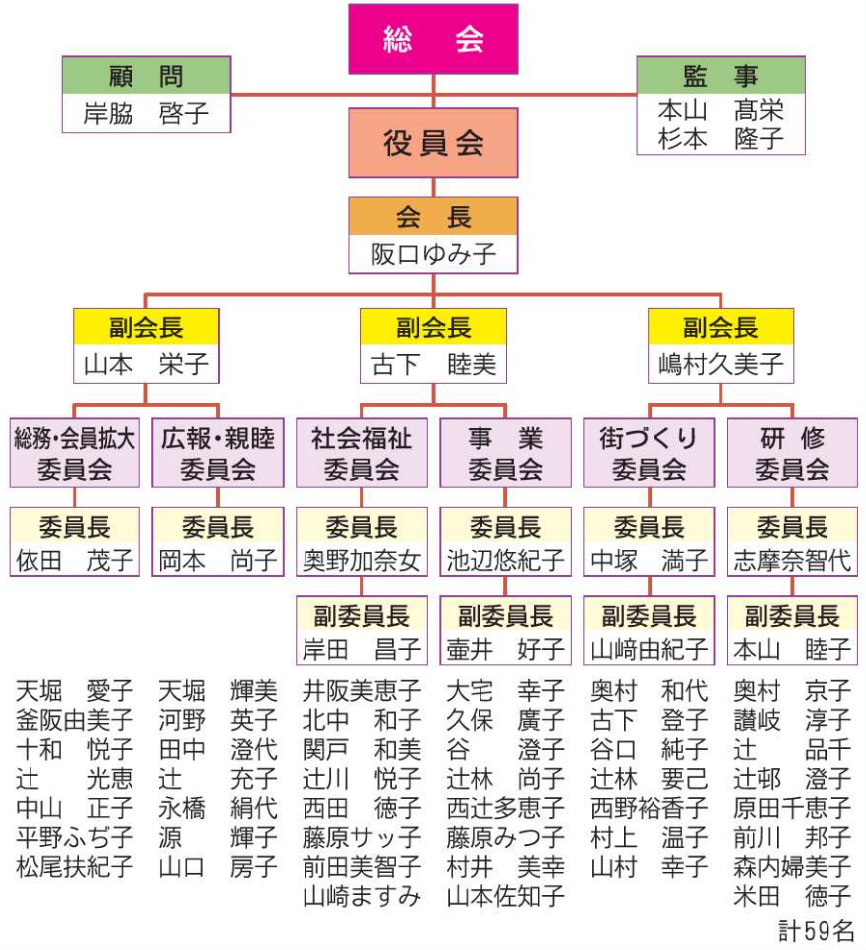 総　会
顧　問
岸脇　啓子
監　事
本山　髙栄
杉本　隆子
役員会
会　長
阪口ゆみ子
副会長
山本　栄子
副会長
古下　睦美
副会長
嶋村久美子
総務・会員拡大
委員会
委員長
依田　茂子
天堀　愛子
釜阪由美子
十和　悦子
辻　　光恵
中山　正子
平野ふぢ子
松尾扶紀子
広報・親睦
委員会
委員長
岡本　尚子
天堀　輝美
河野　英子
田中　澄代
辻　　充子
永橋　絹代
源　　輝子
山口　房子
社会福祉
委員会
委員長
奥野加奈女
副委員長
岸田　昌子
井阪美恵子
北中　和子
関戸　和美
辻川　悦子
西田　徳子
藤原サッ子
前田美智子
山崎ますみ
事　業
委員会
委員長
池辺悠紀子
副委員長
壷井　好子
大宅　幸子
久保　廣子
谷　　澄子
辻林　尚子
西辻多恵子
藤原みつ子
村井　美幸
山本佐知子
街づくり
委員会
委員長
中塚　満子
副委員長
山﨑由紀子
奥村　和代
古下　登子
谷口　純子
辻林　要己
西野裕香子
村上　温子
山村　幸子
研 修
委員会
委員長
志摩奈智代
副委員長
本山　睦子
奥村　京子
讃岐　淳子
辻　　品千
辻邨　澄子
原田千恵子
前川　邦子
森内婦美子
米田　徳子
計59名